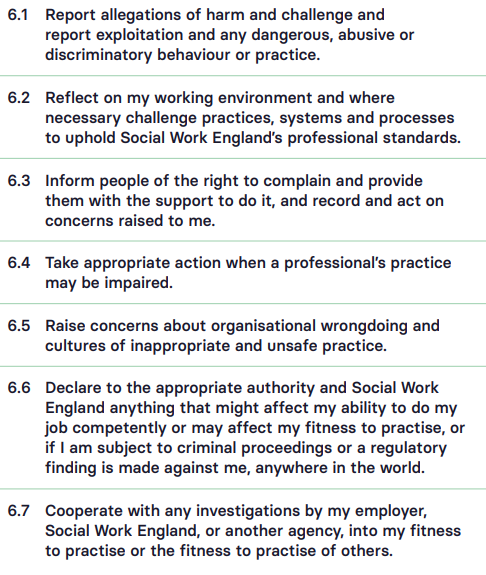 6.1 Report allegations of harm and challenge and
report exploitation and any dangerous, abusive or
discriminatory behaviour or practice.
6.2 Reflect on my working environment and where
necessary challenge practices, systems and processes
to uphold Social Work England's professional standards.
6.3 Inform people of the right to complain and provide
them with the support to do it, and record and act on
concerns raised to me.
6.4 Take appropriate action when a professional's practice
may be impaired.
6.5 Raise concerns about organisational wrongdoing and
cultures of inappropriate and unsafe practice.
6.6 Declare to the appropriate authority and Social Work
England anything that might affect my ability to do my
job competently or may affect my fitness to practise, or
if I am subject to criminal proceedings or a regulatory
finding is made against me, anywhere in the world.
6.7 Cooperate with any investigations by my employer,
Social Work England, or another agency, into my fitness
to practise or the fitness to practise of others.